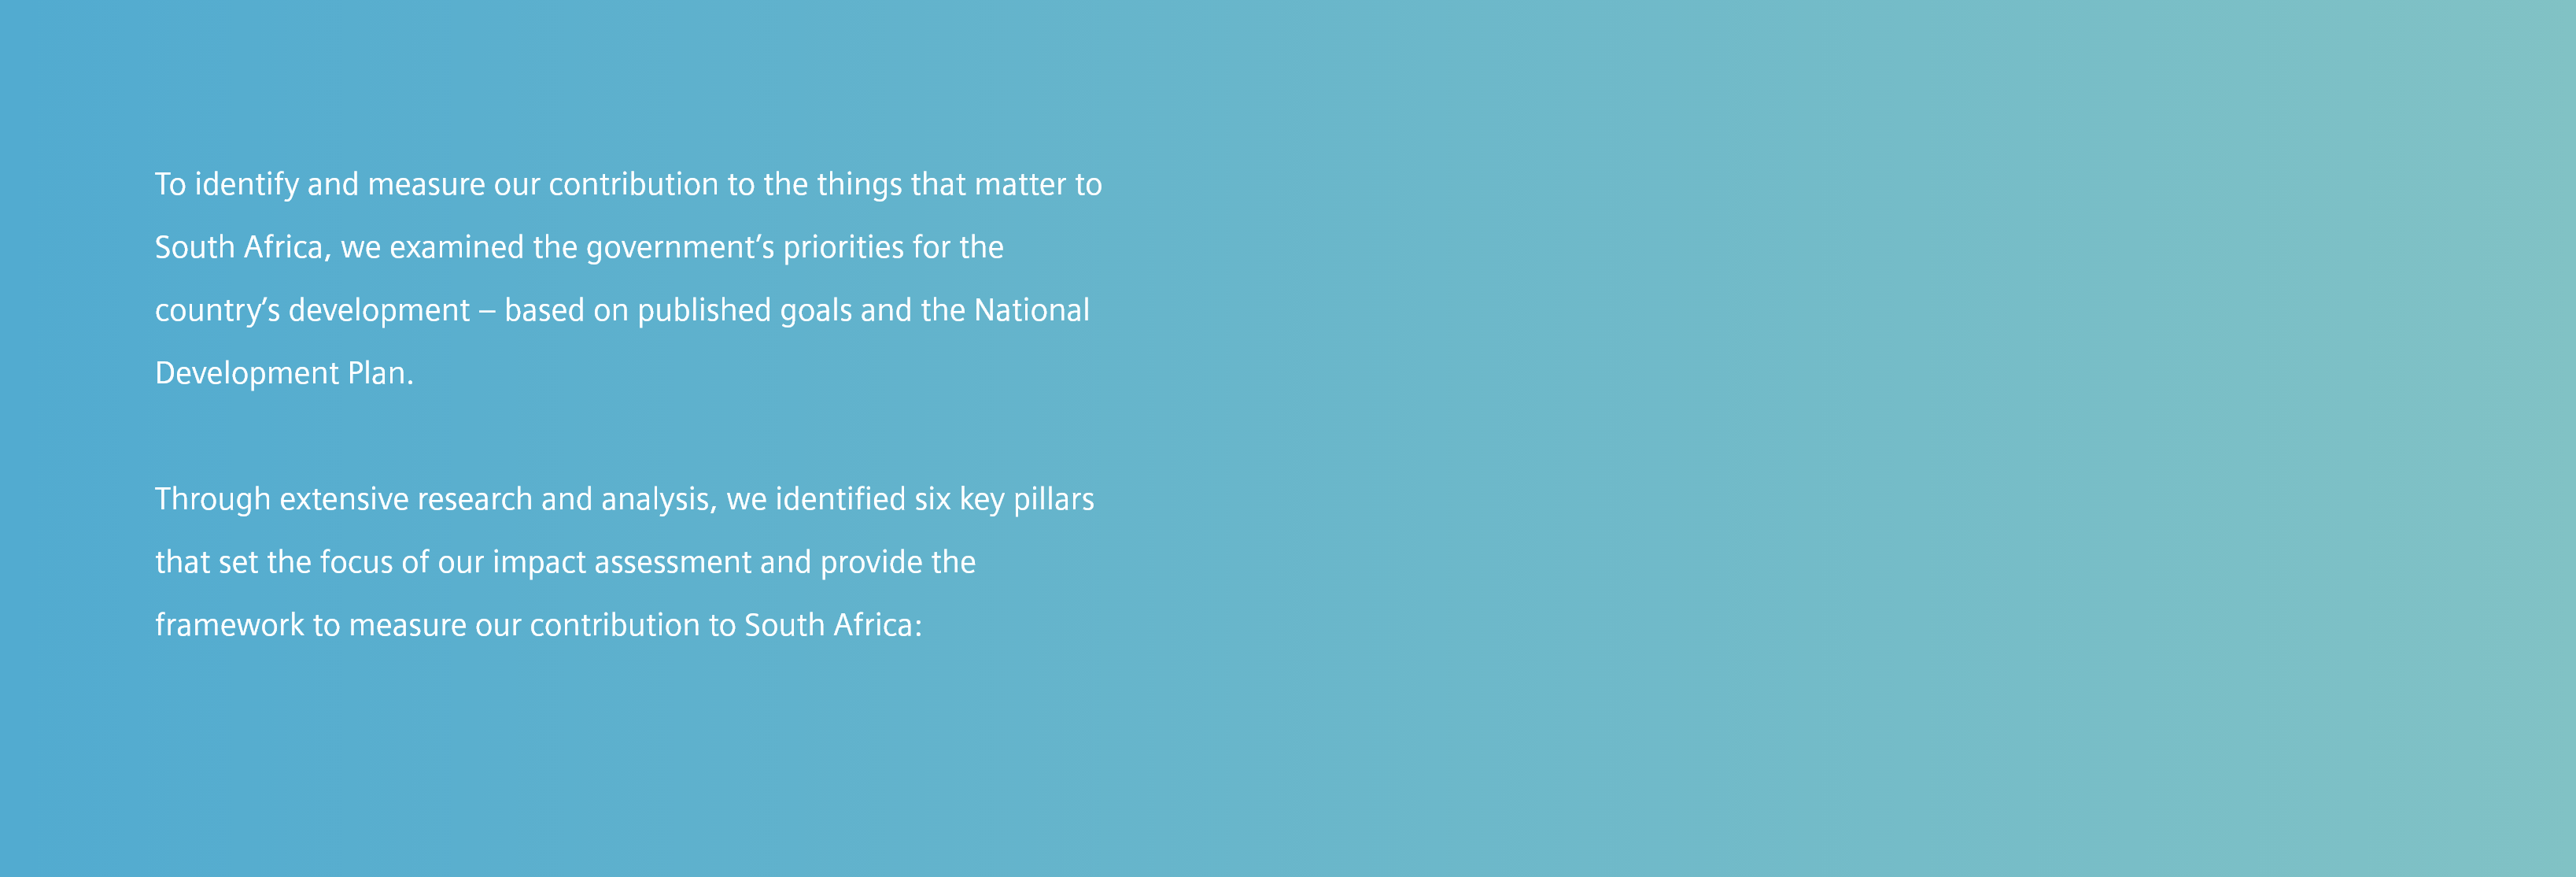 To identify and measure our contribution to the things that matter to
South Africa, we examined the government’s priorities for the
country’s development – based on published goals and the National
Development Plan.
Through extensive research and analysis, we identified six key pillars
that set the focus of our impact assessment and provide the
framework to measure our contribution to South Africa: